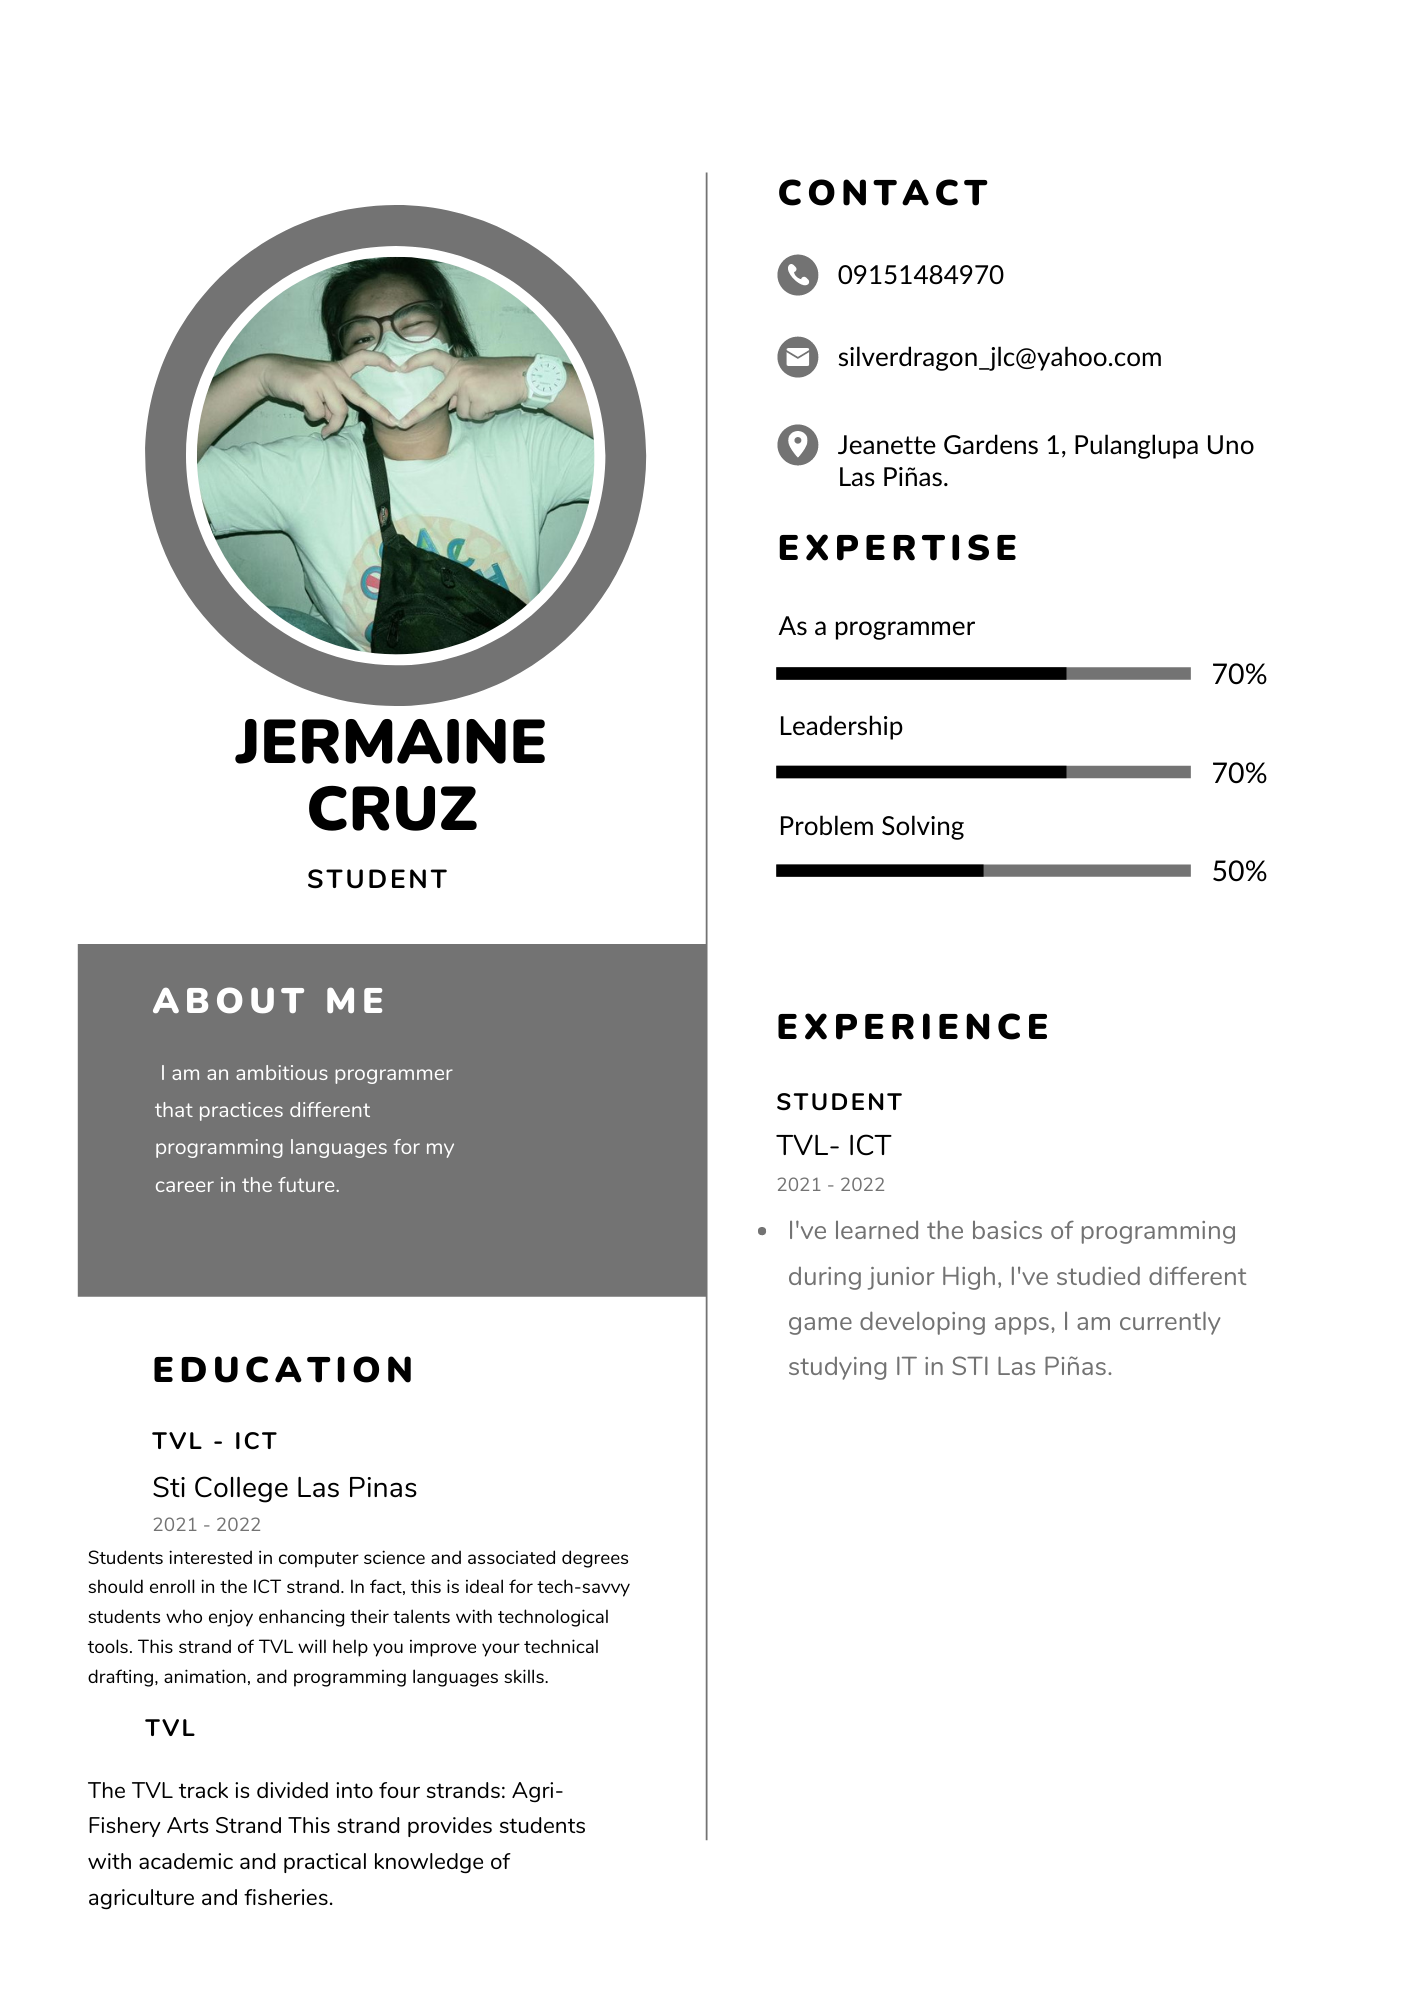 JERMAINE
CRUZ
STUDENT
ABOUT ME
I am an ambitious programmer
that practices different
programming languages for my
career in the future.
EDUCATION
TVL - ICT
Sti College Las Pinas
2021 - 2022
Students interested in computer science and associated degrees
should enroll in the ICT strand. In fact, this is ideal for tech-savvy
students who enjoy enhancing their talents with technological
tools. This strand of TVL will help you improve your technical
drafting, animation, and programming languages skills.
TVL
The TVL track is divided into four strands: Agri-
Fishery Arts Strand This strand provides students
with academic and practical knowledge of
agriculture and fisheries.
CONTACT
09151484970
silverdragon_jlc@yahoo.com
Jeanette Gardens 1, Pulanglupa Uno
Las Piñas.
EXPERTISE
As a programmer
70%
Leadership
70%
Problem Solving
50%
EXPERIENCE
STUDENT
TVL- ICT
2021 - 2022
• I've learned the basics of programming
during junior High, I've studied different
game developing apps, I am currently
studying IT in STI Las Piñas.